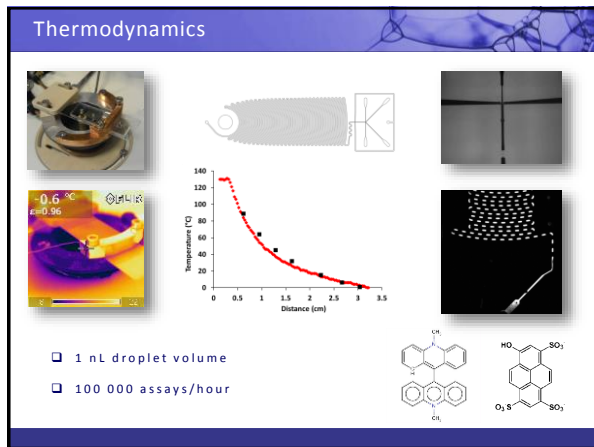 Thermodynamics
-0.6 °C
ε=0.96
FLIR
140
120
100
80
60
40
20
0
Temperature (°C)
0 0.5 1 1.5 2 2.5 3 3.5
Distance (cm)
❑ 1 nL droplet volume
❑ 100 000 assays/hour
CH₃
N
N
CH₃
HO
SO₃⁻
O₃S
SO₃⁻